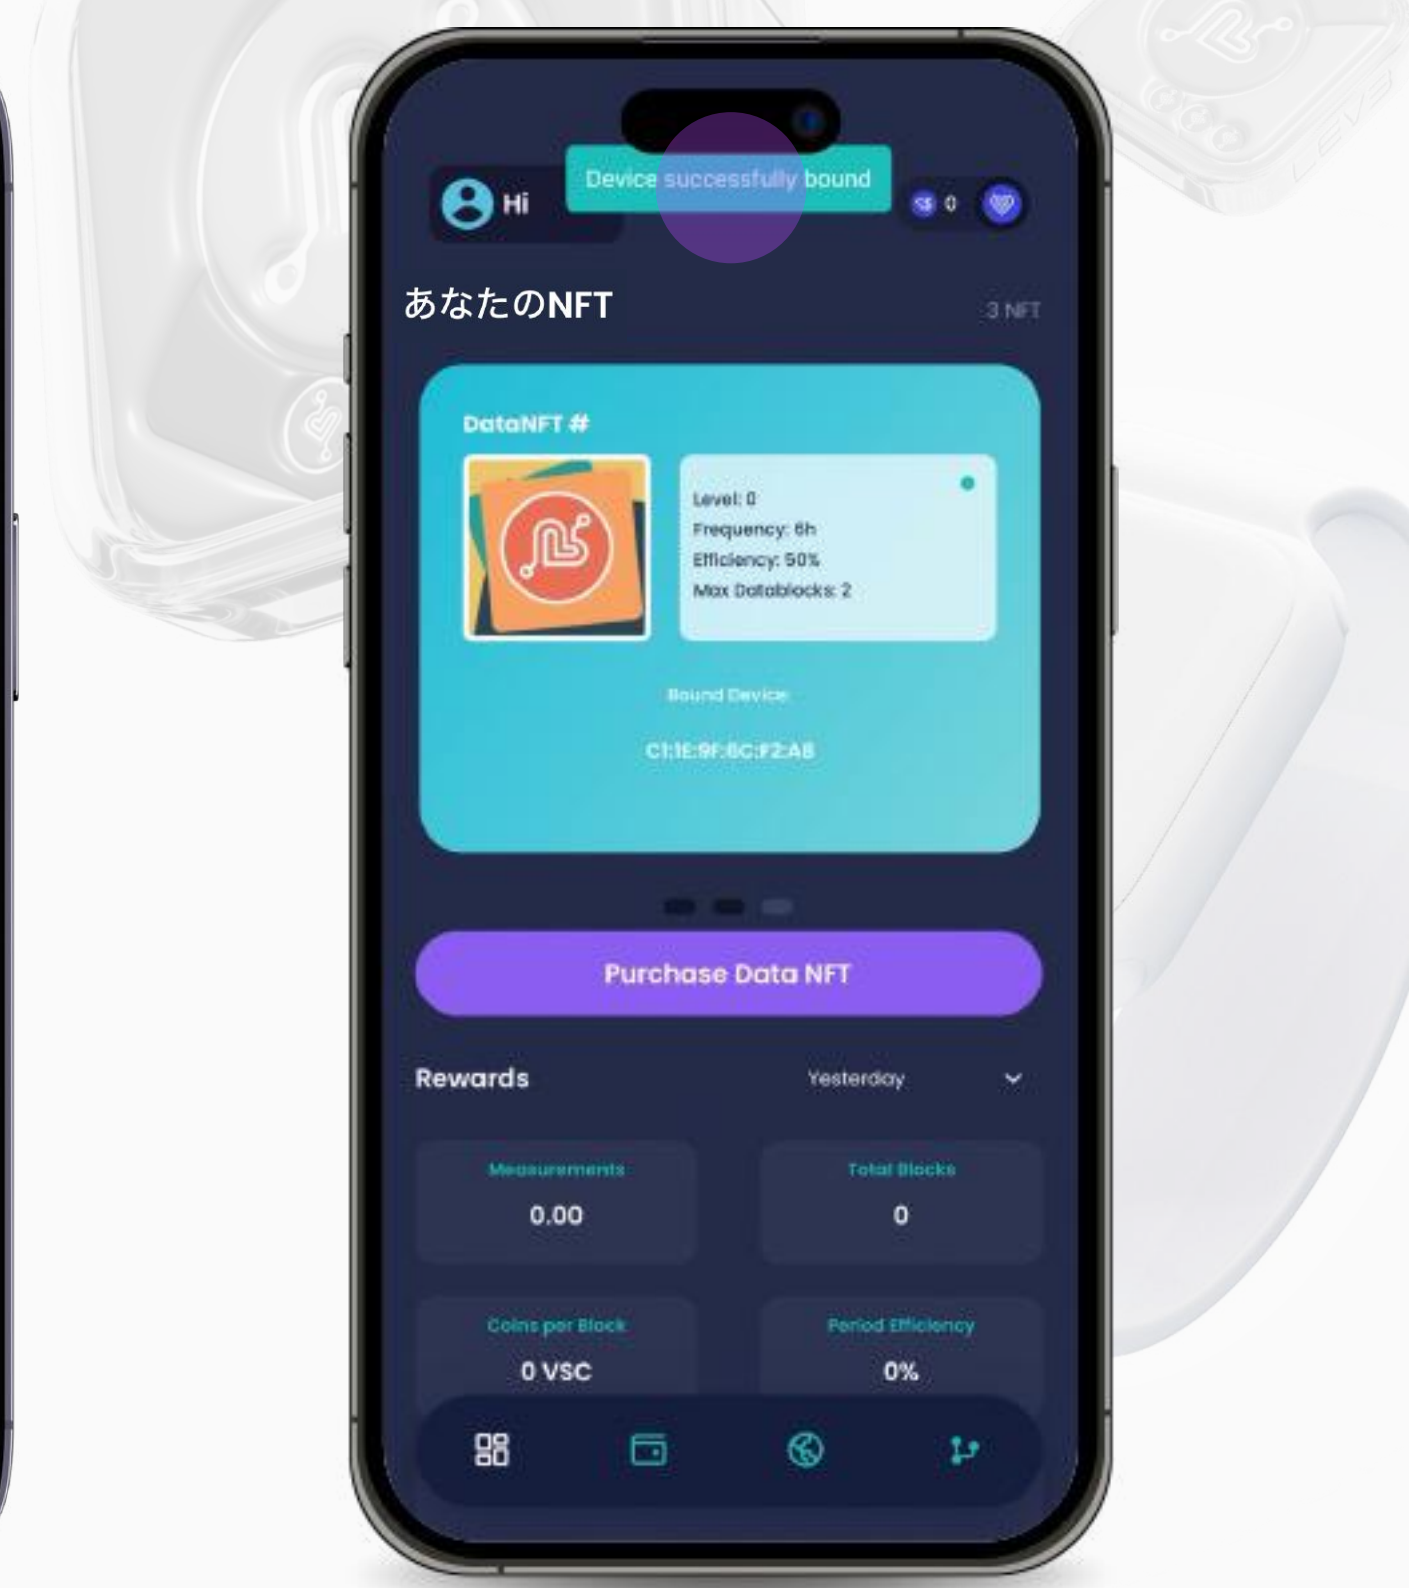 Device successfully bound
Hi
0
あなたのNFT
3 NFT
DataNFT #
Level: 0
Frequency: 6h
Efficiency: 50%
Max Datablocks: 2
Bound Device
C1:1E:9F:6C:F2:A8
Purchase Data NFT
Rewards
Yesterday
Measurements
Total Blocks
0.00
0
Coins per Block
Period Efficiency
0 VSC
0%